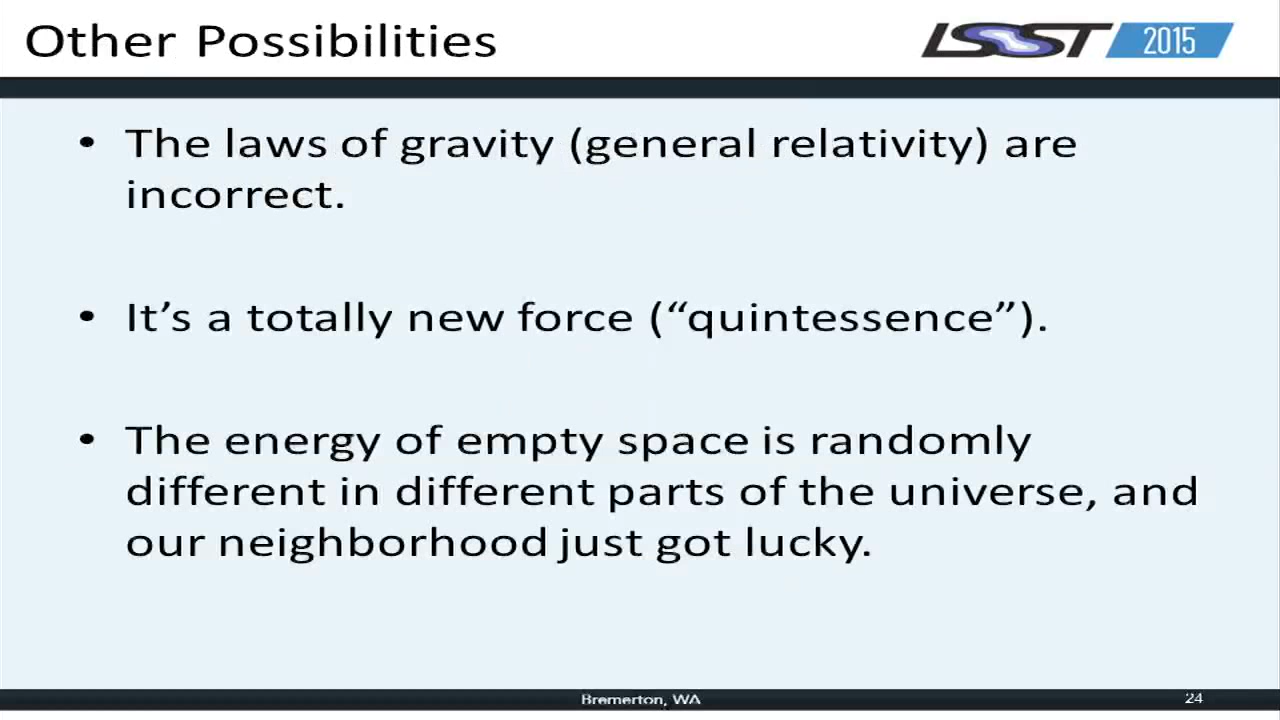 Other Possibilities
LSST 2015
• The laws of gravity (general relativity) are
incorrect.
• It’s a totally new force (“quintessence”).
• The energy of empty space is randomly
different in different parts of the universe, and
our neighborhood just got lucky.
Bremerton, WA
24